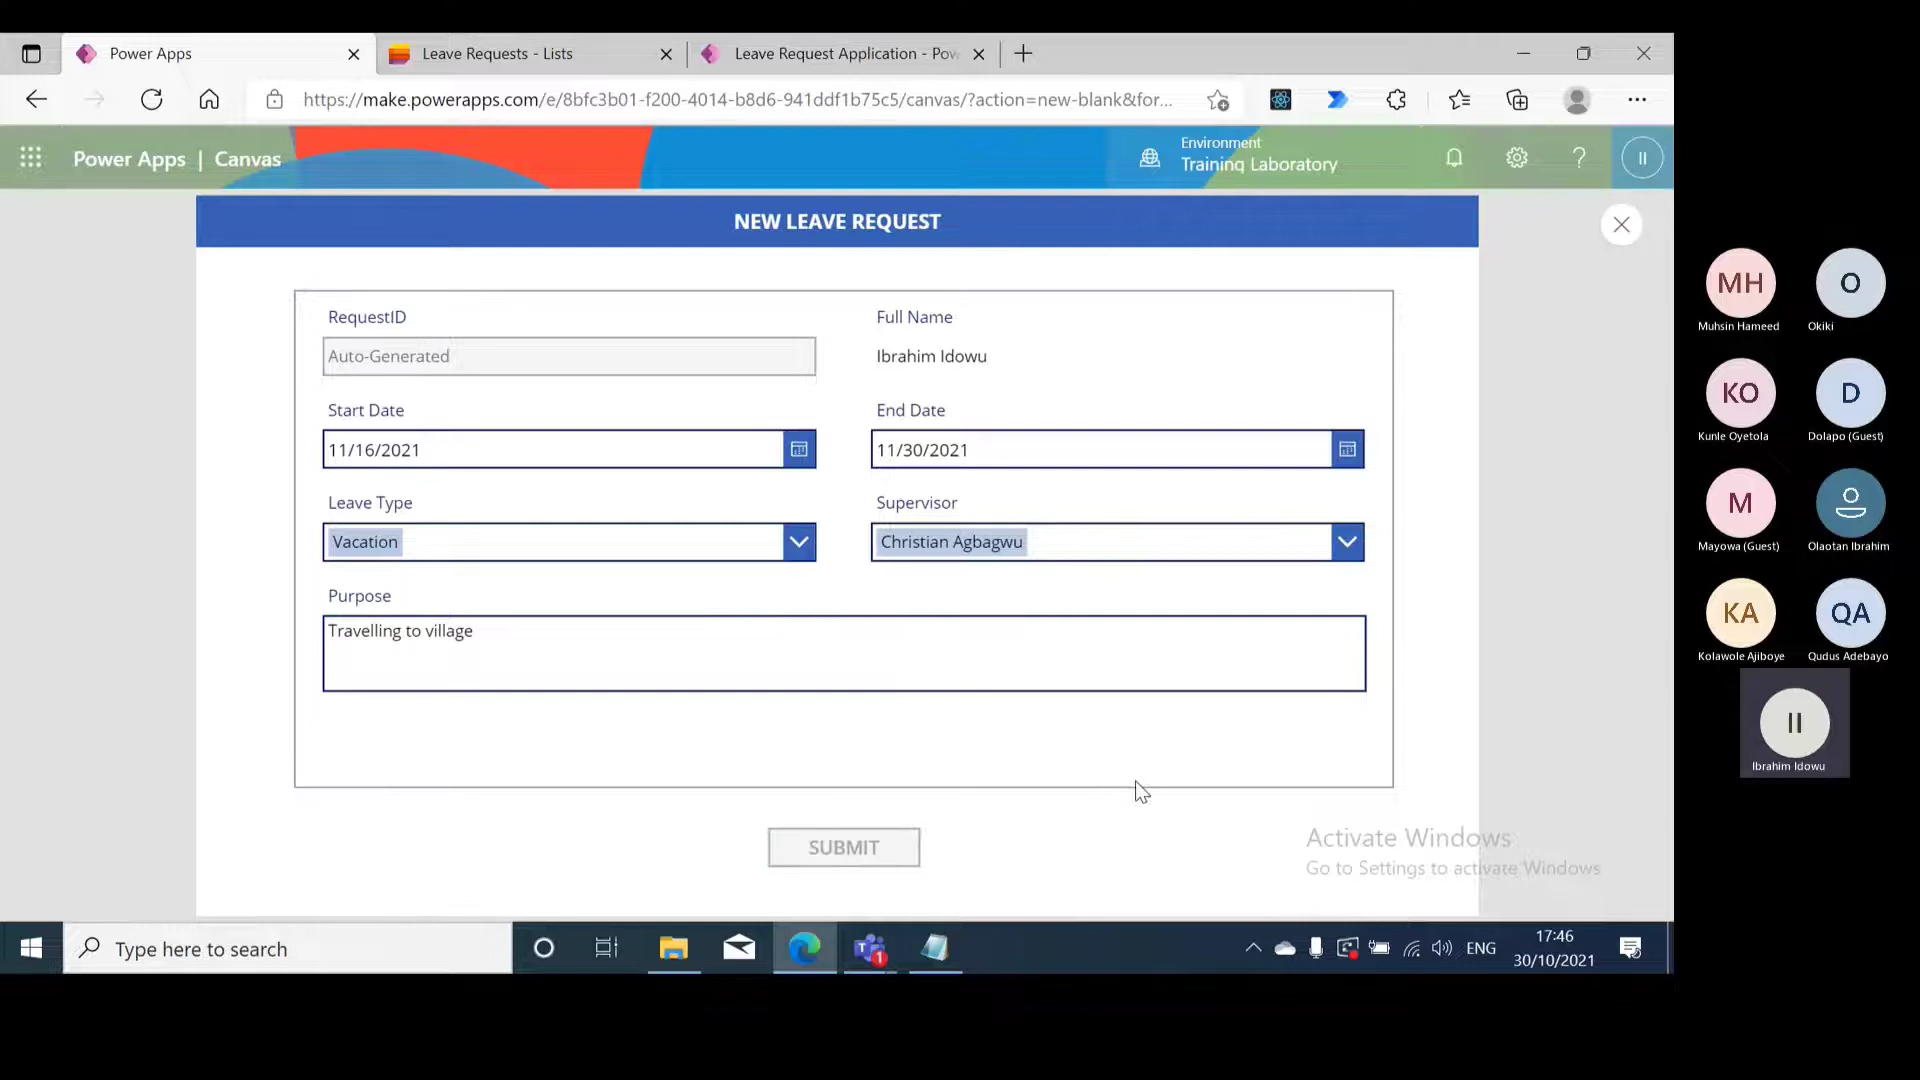 Power Apps
Leave Requests - Lists
Leave Request Application - Pow
https://make.powerapps.com/e/8bfc3b01-f200-4014-b8d6-941ddf1b75c5/canvas/?action=new-blank&for...
Power Apps | Canvas
Environment
Training Laboratory
?
II
NEW LEAVE REQUEST
RequestID
Full Name
Auto-Generated
Ibrahim Idowu
Start Date
End Date
11/16/2021
11/30/2021
Leave Type
Supervisor
Vacation
Christian Agbagwu
Purpose
Travelling to village
SUBMIT
Activate Windows
Go to Settings to activate Windows
MH
O
Muhsin Hameed
Okiki
KO
D
Kunle Oyetola
Dolapo (Guest)
M
Mayowa (Guest)
Olaotan Ibrahim
KA
QA
Kolawole Ajiboye
Qudus Adebayo
II
Ibrahim Idowu
Type here to search
1
ENG
17:46
30/10/2021